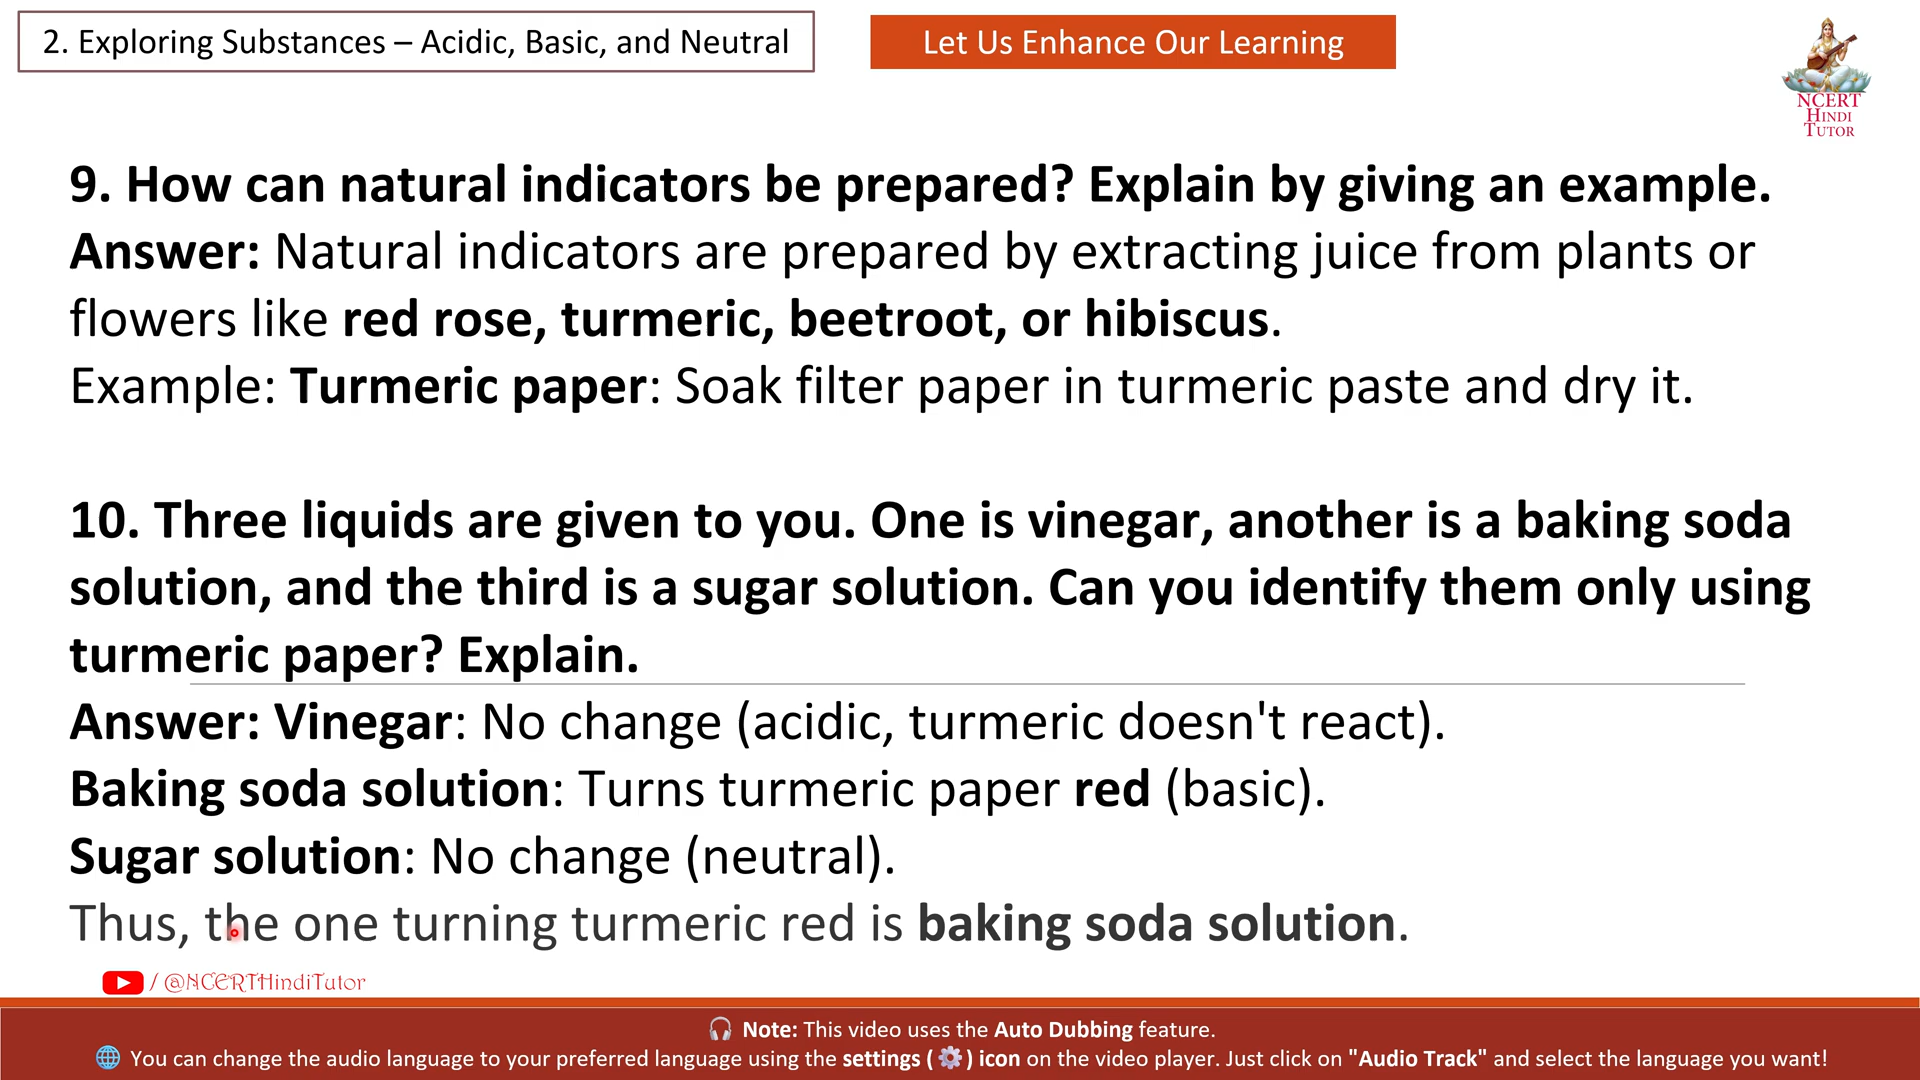 2. Exploring Substances – Acidic, Basic, and Neutral
Let Us Enhance Our Learning
NCERT
HINDI
TUTOR
9. How can natural indicators be prepared? Explain by giving an example.
Answer: Natural indicators are prepared by extracting juice from plants or
flowers like red rose, turmeric, beetroot, or hibiscus.
Example: Turmeric paper: Soak filter paper in turmeric paste and dry it.
10. Three liquids are given to you. One is vinegar, another is a baking soda
solution, and the third is a sugar solution. Can you identify them only using
turmeric paper? Explain.
Answer: Vinegar: No change (acidic, turmeric doesn't react).
Baking soda solution: Turns turmeric paper red (basic).
Sugar solution: No change (neutral).
Thus, the one turning turmeric red is baking soda solution.
/ @NCERTHindiTutor
Note: This video uses the Auto Dubbing feature.
You can change the audio language to your preferred language using the settings ( ⚙ ) icon on the video player. Just click on "Audio Track" and select the language you want!